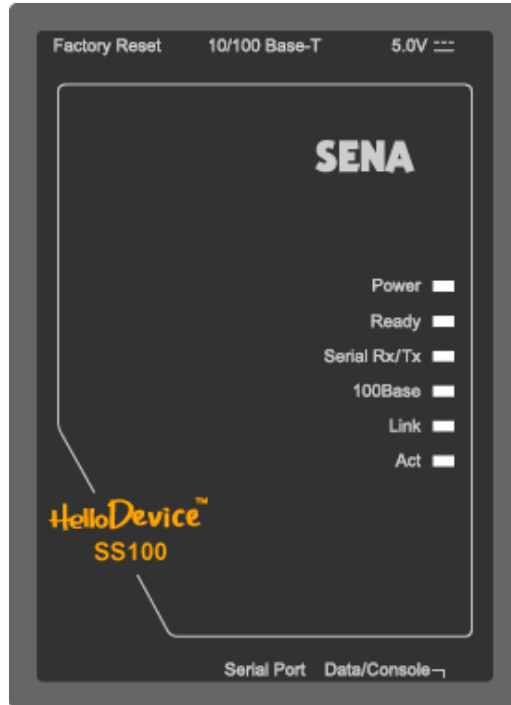 Factory Reset 10/100 Base-T 5.0V
SENA
Power
Ready
Serial Rx/Tx
100Base
Link
Act
HelloDevice™
SS100
Serial Port Data/Console